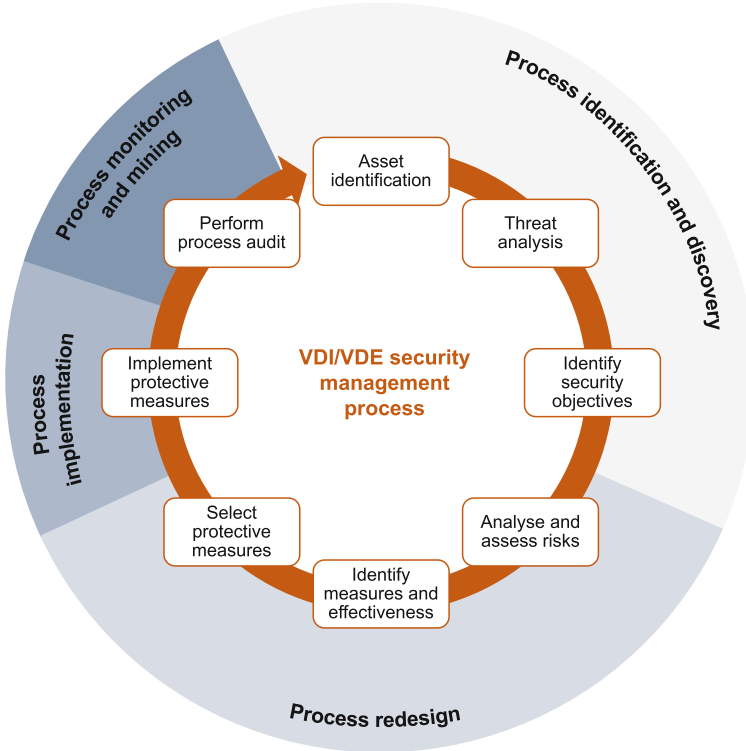 Process identification and discovery
Process monitoring
and mining
Asset
identification
Perform
process audit
Threat
analysis
VDI/VDE security
management
process
Process
implementation
Implement
protective
measures
Identify
security
objectives
Select
protective
measures
Analyse and
assess risks
Identify
measures and
effectiveness
Process redesign